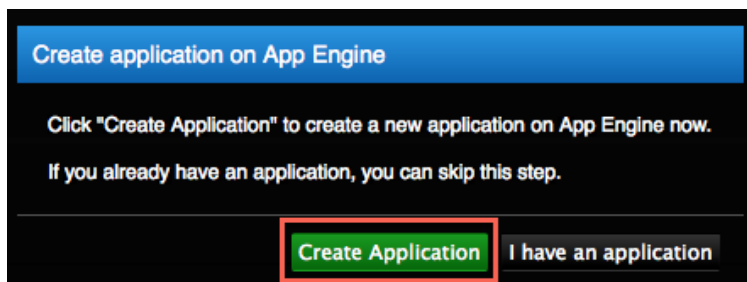 Create application on App Engine
Click "Create Application" to create a new application on App Engine now.
If you already have an application, you can skip this step.
Create Application
I have an application